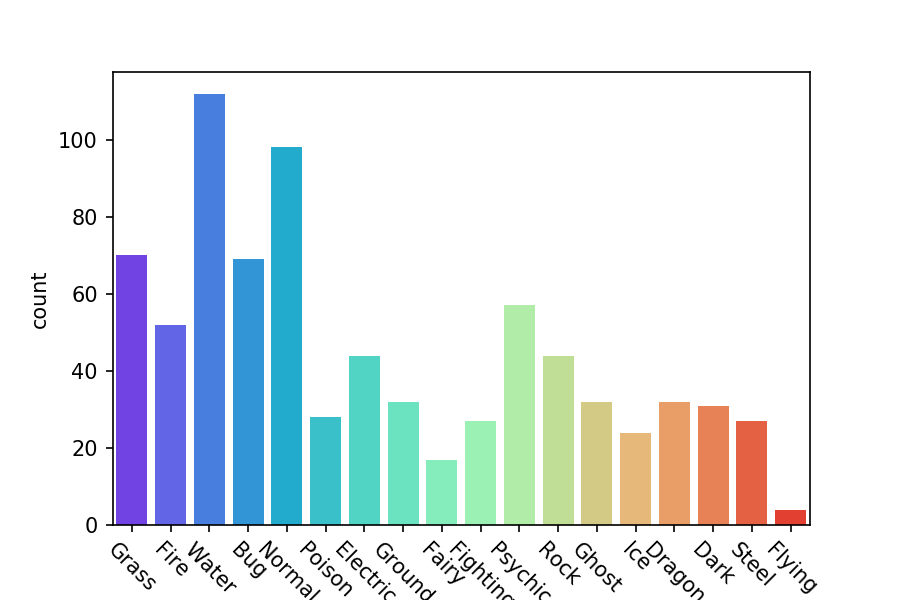 count
100
80
60
40
20
0
Grass
Fire
Water
Bug
Normal
Poison
Electric
Ground
Fairy
Fighting
Psychic
Rock
Ghost
Ice
Dragon
Dark
Steel
Flying